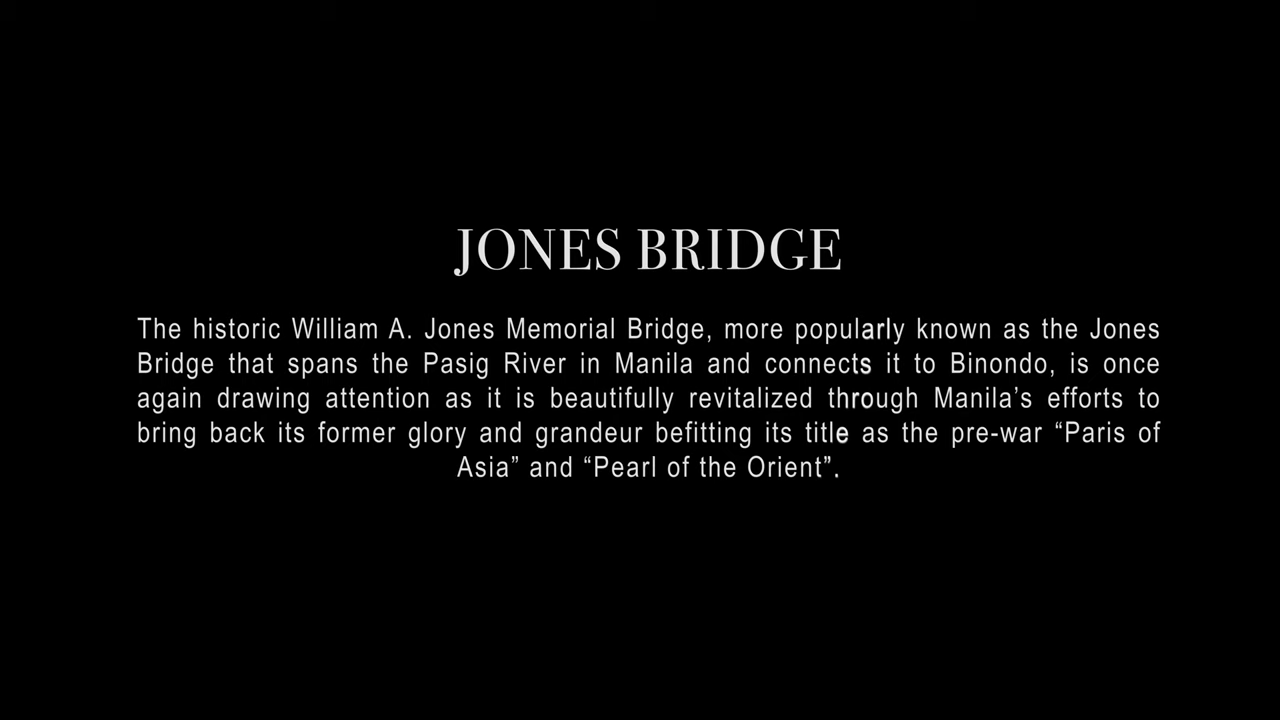 JONES BRIDGE
The historic William A. Jones Memorial Bridge, more popularly known as the Jones
Bridge that spans the Pasig River in Manila and connects it to Binondo, is once
again drawing attention as it is beautifully revitalized through Manila’s efforts to
bring back its former glory and grandeur befitting its title as the pre-war “Paris of
Asia” and “Pearl of the Orient”.